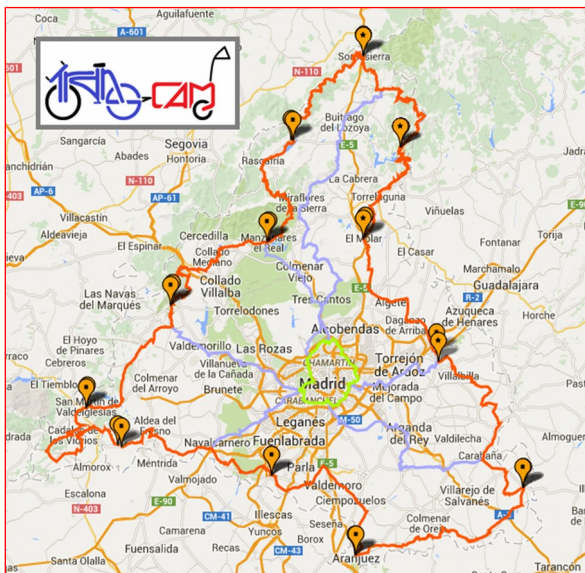 Coca
A-601
Aguilafuente
N-110
Somosierra
Sangarcía
Segovia
Abades
Hontoria
N-110
AP-6
AP-61
Villacastín
Aldeavieja
El Espinar
Cercedilla
Collado
Mediano
Rascafría
Buitrago
del Lozoya
E-5
La Cabrera
Torrelaguna
Miraflores
de la Sierra
Manzanares
el Real
El Molar
Viñuelas
Fontanar
Torija
Marchamalo
El Casar
Guadalajara
R-2
Azuqueca
de Henares
Horche
Colmenar
Viejo
Tres Cantos
E-5
Algete
Daganzo
de Arriba
Las Navas
del Marqués
Collado
Villalba
Torrelodones
Alcobendas
El Hoyo
de Pinares
Cebreros
Valdemorillo
Las Rozas
CHAMARTÍN
Torrejón
de Ardoz
Villalbilla
Villanueva
de la Cañada
Madrid
Mejorada
del Campo
El Tiemblo
San Martín de
Valdeiglesias
Colmenar
del Arroyo
Brunete
CARABANCHEL
Leganés
M-50
Arganda
del Rey
Valdilecha
Cadalso de
los Vidrios
Aldea del
Fresno
Navalcarnero
Fuenlabrada
Carabaña
Almorox
Méntrida
Parla
E-5
Valdemoro
Villarejo de
Salvanés
Valmojado
Ciempozuelos
Escalona
E-90
N-403
CM-41
Illescas
Seseña
Colmenar
de Oreja
Camarena
Yuncos
Fuensalida
Recas
Borox
CM-43
Aranjuez
Santa Olalla
Tarancón